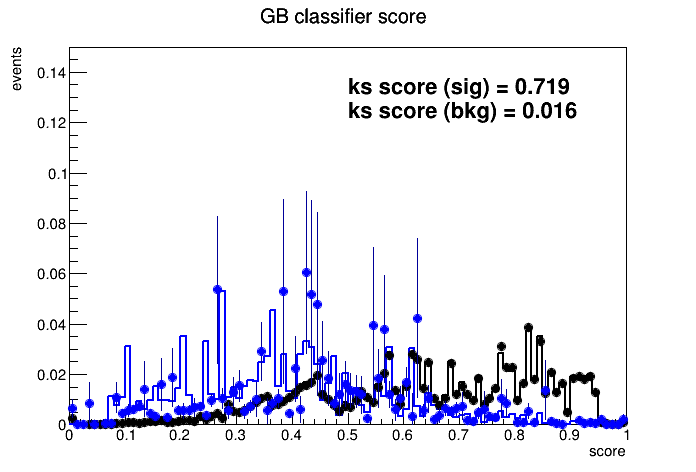 GB classifier score
events
ks score (sig) = 0.719
ks score (bkg) = 0.016
0.14
0.12
0.1
0.08
0.06
0.04
0.02
0
0 0.1 0.2 0.3 0.4 0.5 0.6 0.7 0.8 0.9 1
score